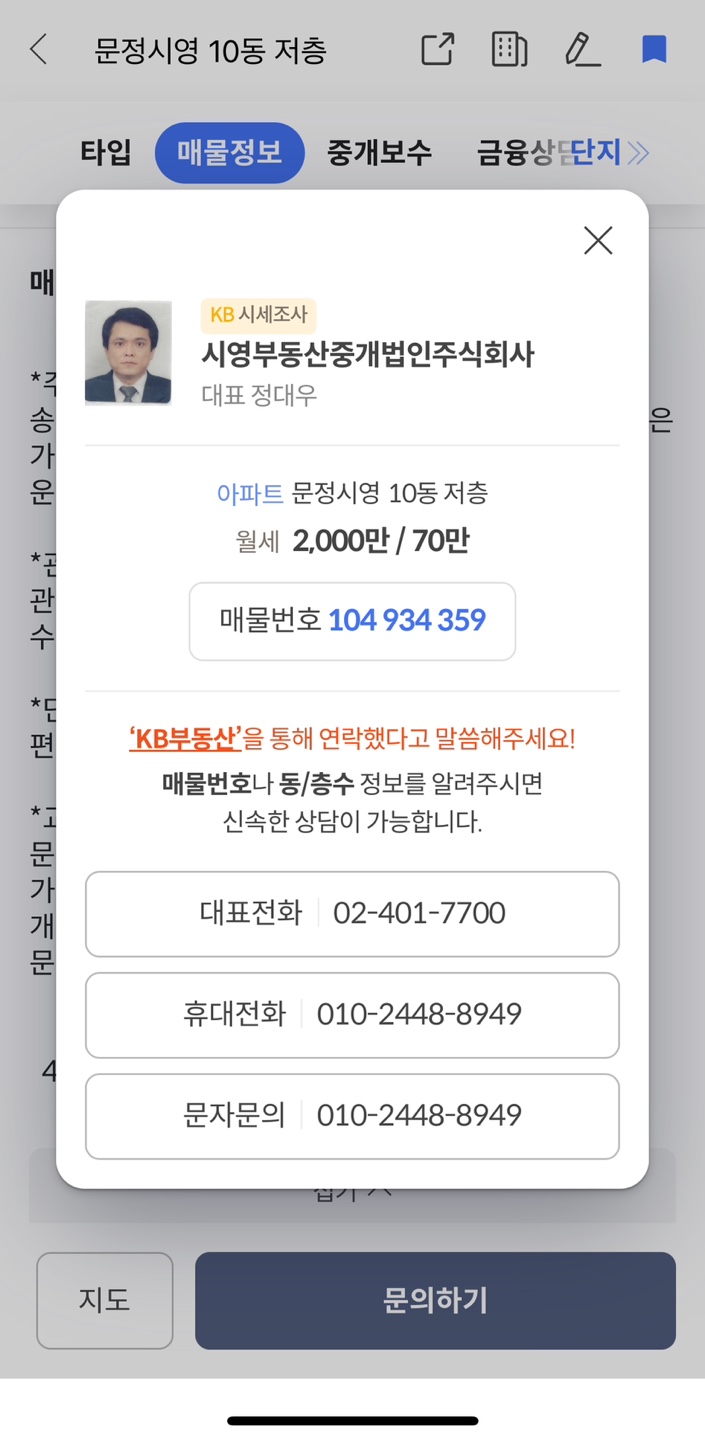 문정시영 10동 저층
타입 매물정보 중개보수 금융상담 단지
매
KB 시세조사
시영부동산중개법인주식회사
대표 정대우
송
은
가
운
아파트 문정시영 10동 저층
월세 2,000만 / 70만
관
수
매물번호 104 934 359
편
'KB부동산'을 통해 연락했다고 말씀해주세요!
매물번호나 동/층수 정보를 알려주시면
신속한 상담이 가능합니다.
문
가
개
문
대표전화 02-401-7700
휴대전화 010-2448-8949
4
문자문의 010-2448-8949
접기
지도 문의하기